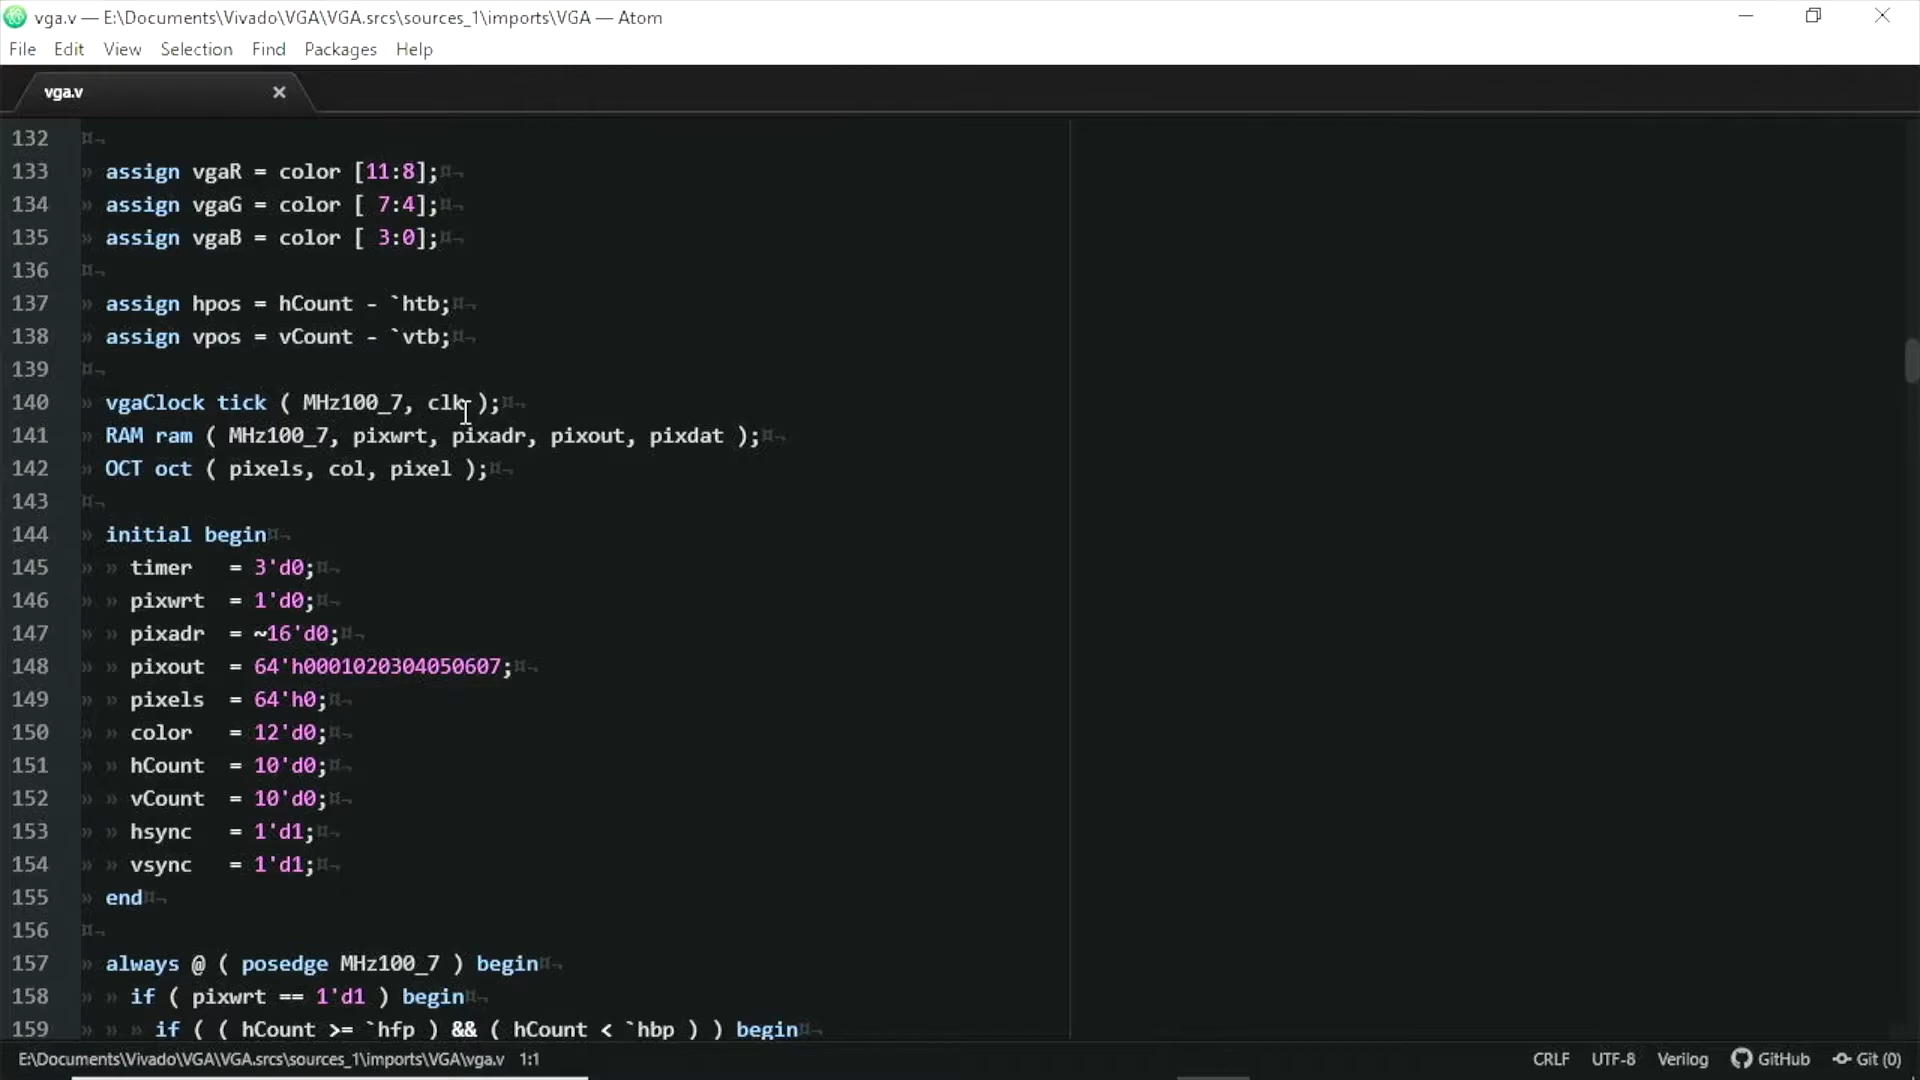 vga.v — E:\Documents\Vivado\VGA\VGA.srcs\sources_1\imports\VGA — Atom
File Edit View Selection Find Packages Help
vga.v
132
133 assign vgaR = color [11:8];
134 assign vgaG = color [ 7:4];
135 assign vgaB = color [ 3:0];
136
137 assign hpos = hCount - `htb;
138 assign vpos = vCount - `vtb;
139
140 vgaClock tick ( MHz100_7, clk );
141 RAM ram ( MHz100_7, pixwrt, pixadr, pixout, pixdat );
142 OCT oct ( pixels, col, pixel );
143
144 initial begin
145 timer = 3'd0;
146 pixwrt = 1'd0;
147 pixadr = ~16'd0;
148 pixout = 64'h0001020304050607;
149 pixels = 64'h0;
150 color = 12'd0;
151 hCount = 10'd0;
152 vCount = 10'd0;
153 hsync = 1'd1;
154 vsync = 1'd1;
155 end
156
157 always @ ( posedge MHz100_7 ) begin
158 if ( pixwrt == 1'd1 ) begin
159 if ( ( hCount >= `hfp ) && ( hCount < `hbp ) ) begin
E:\Documents\Vivado\VGA\VGA.srcs\sources_1\imports\VGA\vga.v 1:1 CRLF UTF-8 Verilog GitHub Git (0)